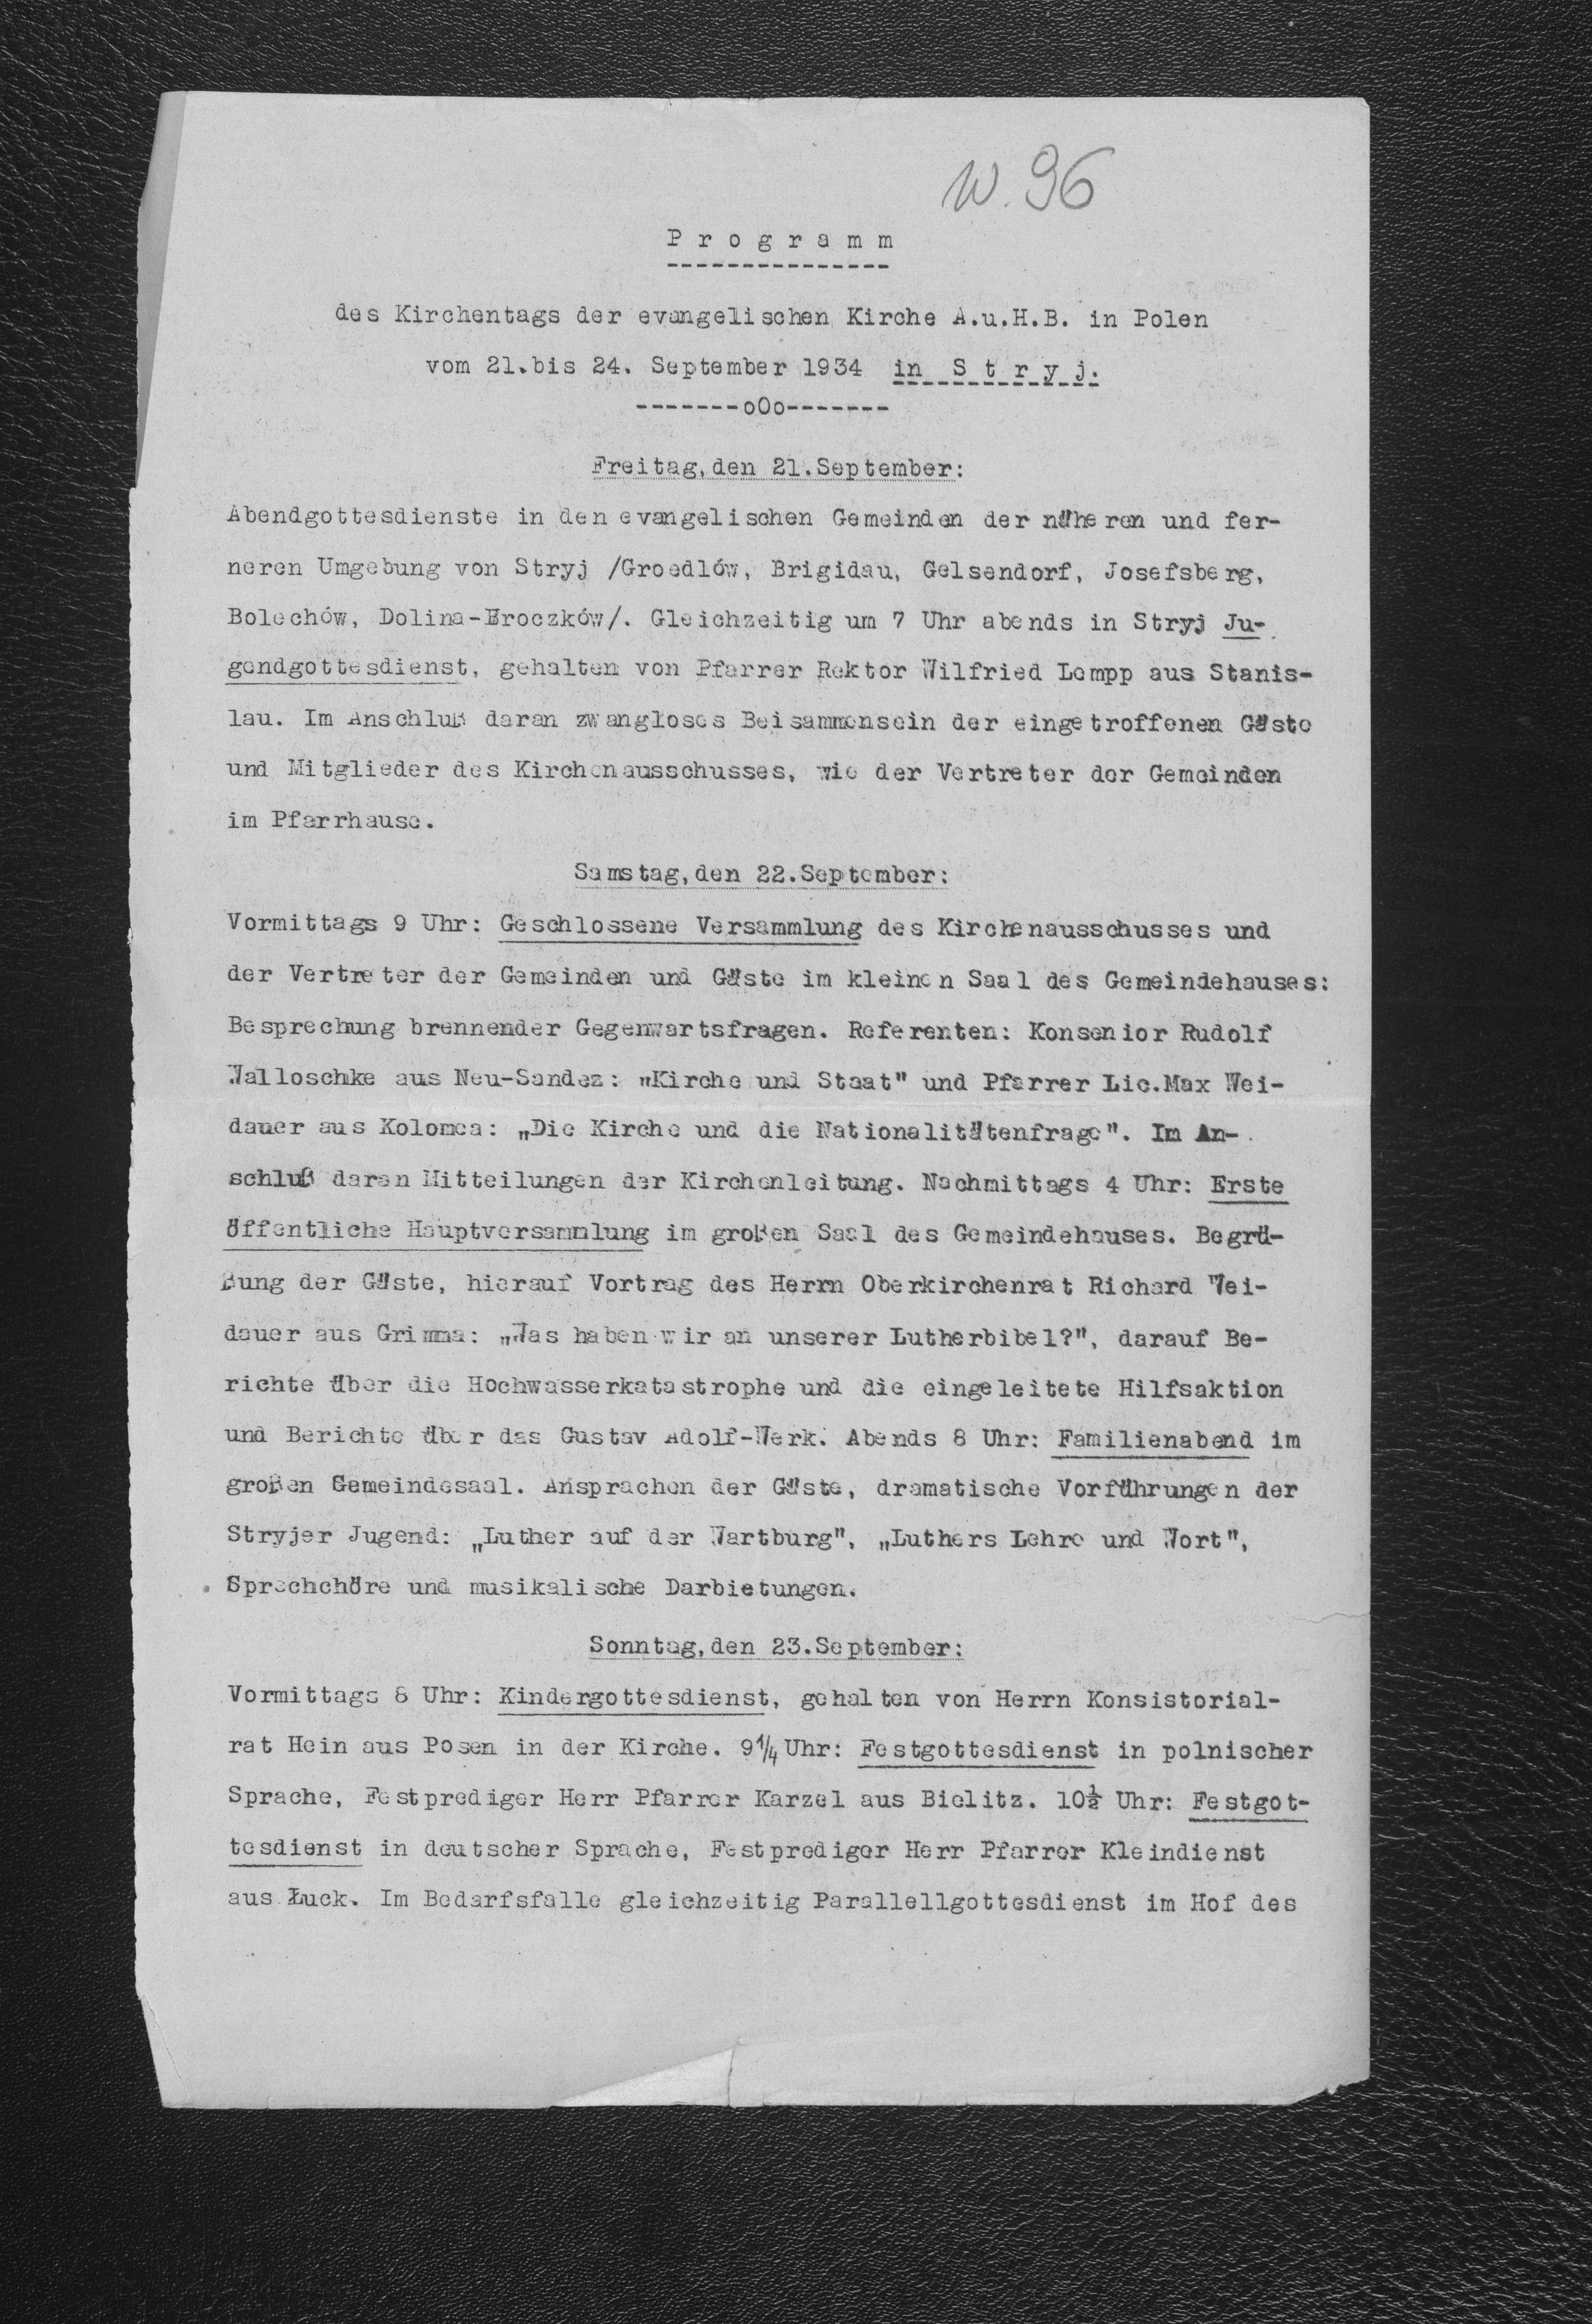 W. 96
Programm
---------------
des Kirchentags der evangelischen Kirche A.u.H.B. in Polen
vom 21.bis 24. September 1934 in Stryj.
-------oOo-------
Freitag,den 21.September:
Abendgottesdienste in den evangelischen Gemeinden der näheren und fer-
neren Umgebung von Stryj /Groedlów, Brigidau, Gelsendorf, Josefsberg,
Bolechów, Dolina-Broczków/. Gleichzeitig um 7 Uhr abends in Stryj Ju-
gendgottesdienst, gehalten von Pfarrer Rektor Wilfried Lempp aus Stanis-
lau. Im Anschluß daran zwangloses Beisammensein der eingetroffenen Gäste
und Mitglieder des Kirchenausschusses, wie der Vertreter der Gemeinden
im Pfarrhause.
Samstag,den 22.September:
Vormittags 9 Uhr: Geschlossene Versammlung des Kirchenausschusses und
der Vertreter der Gemeinden und Gäste im kleinen Saal des Gemeindehauses:
Besprechung brennender Gegenwartsfragen. Referenten: Konsenior Rudolf
Walloschke aus Neu-Sandez: „Kirche und Staat" und Pfarrer Lic.Max Wei-
dauer aus Kolomea: „Die Kirche und die Nationalitätenfrage". Im An-
schluß daran Mitteilungen der Kirchenleitung. Nachmittags 4 Uhr: Erste
öffentliche Hauptversammlung im großen Saal des Gemeindehauses. Begrü-
ßung der Gäste, hierauf Vortrag des Herrn Oberkirchenrat Richard Wei-
dauer aus Grimma: „Was haben wir an unserer Lutherbibel?", darauf Be-
richte über die Hochwasserkatastrophe und die eingeleitete Hilfsaktion
und Berichte über das Gustav Adolf-Werk. Abends 8 Uhr: Familienabend im
großen Gemeindesaal. Ansprachen der Gäste, dramatische Vorführungen der
Stryjer Jugend: „Luther auf der Wartburg", „Luthers Lehre und Wort",
Sprechchöre und musikalische Darbietungen.
Sonntag,den 23.September:
Vormittags 8 Uhr: Kindergottesdienst, gehalten von Herrn Konsistorial-
rat Hein aus Posen in der Kirche. 9¼ Uhr: Festgottesdienst in polnischer
Sprache, Festprediger Herr Pfarrer Karzel aus Bielitz. 10½ Uhr: Festgot-
tesdienst in deutscher Sprache, Festprediger Herr Pfarrer Kleindienst
aus Łuck. Im Bedarfsfalle gleichzeitig Parallellgottesdienst im Hof des